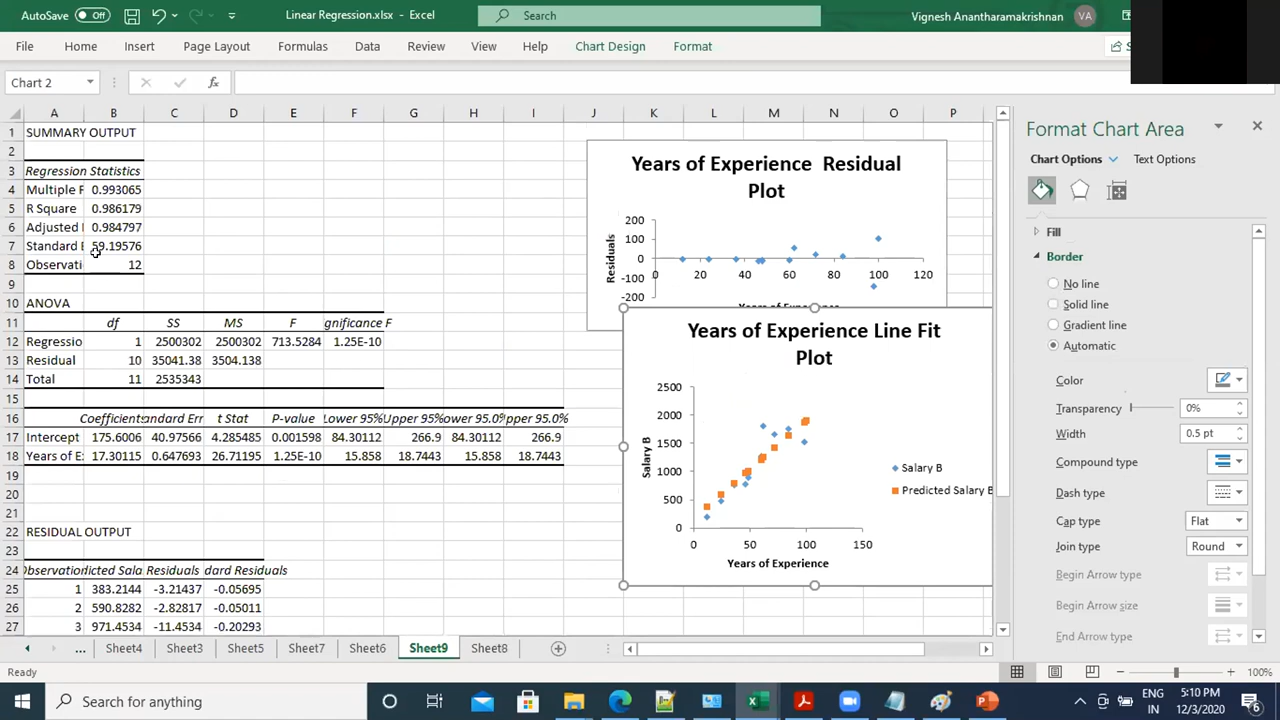 AutoSave Off Linear Regression.xlsx - Excel Search Vignesh Anantharamakrishnan VA
File Home Insert Page Layout Formulas Data Review View Help Chart Design Format
Chart 2 fx
A B C D E F G H I J K L M N O P
1 SUMMARY OUTPUT
2
3 Regression Statistics
4 Multiple R 0.993065
5 R Square 0.986179
6 Adjusted 0.984797
7 Standard E 59.19576
8 Observati 12
9
10 ANOVA
11 df SS MS F gnificance F
12 Regressio 1 2500302 2500302 713.5284 1.25E-10
13 Residual 10 35041.38 3504.138
14 Total 11 2535343
15
16 Coefficients andard Err t Stat P-value Lower 95% Upper 95% ower 95.0% pper 95.0%
17 Intercept 175.6006 40.97566 4.285485 0.001598 84.30112 266.9 84.30112 266.9
18 Years of E 17.30115 0.647693 26.71195 1.25E-10 15.858 18.7443 15.858 18.7443
19
20
21
22 RESIDUAL OUTPUT
23
24 Observation dicted Sala Residuals dard Residuals
25 1 383.2144 -3.21437 -0.05695
26 2 590.8282 -2.82817 -0.05011
27 3 971.4534 -11.4534 -0.20293
Years of Experience Residual
Plot
Residuals
200
100
0
-100
-200
0 20 40 60 80 100 120
Years of Experience
Years of Experience Line Fit
Plot
Salary B
2500
2000
1500
1000
500
0
0 50 100 150
Years of Experience
Salary B
Predicted Salary B
Format Chart Area
Chart Options Text Options
Fill
Border
No line
Solid line
Gradient line
Automatic
Color
Transparency 0%
Width 0.5 pt
Compound type
Dash type
Cap type Flat
Join type Round
Begin Arrow type
Begin Arrow size
End Arrow type
... Sheet4 Sheet3 Sheet5 Sheet7 Sheet6 Sheet9 Sheet8
Ready 100%
Search for anything
ENG
IN
5:10 PM
12/3/2020
6